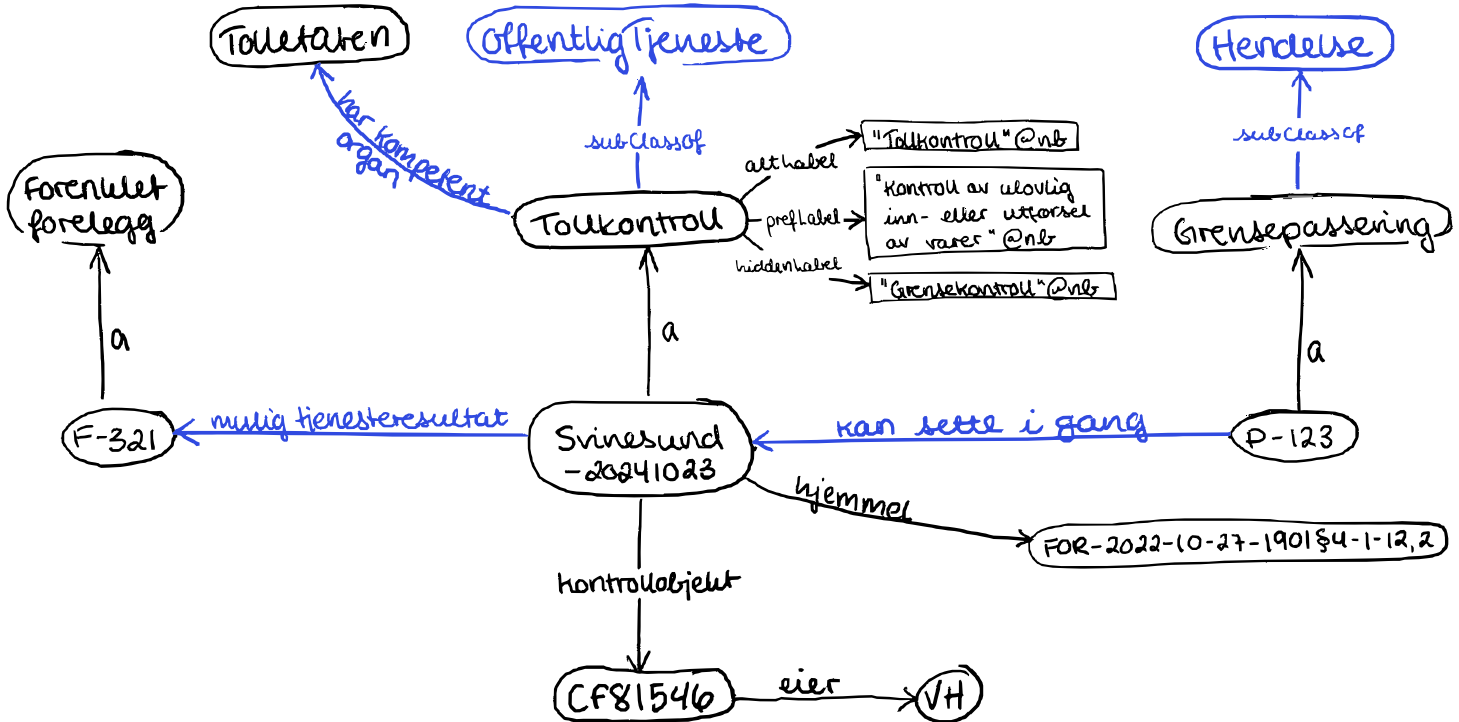 Tolletaten
OffentligTjeneste
Hendelse
har kompetent
organ
subClassOf
subClassOf
Forenklet
forelegg
Tollkontroll
altLabel
"Tollkontroll"@nb
prefLabel
"Kontroll av ulovlig
inn- eller utførsel
av varer"@nb
hiddenLabel
"Grensekontroll"@nb
Grensepassering
a
a
a
F-321
mulig tjenesteresultat
Svinesund
-20241023
kan sette i gang
P-123
hjemmel
FOR-2022-10-27-1901§4-1-12,2
kontrollobjekt
CF81546
eier
VH